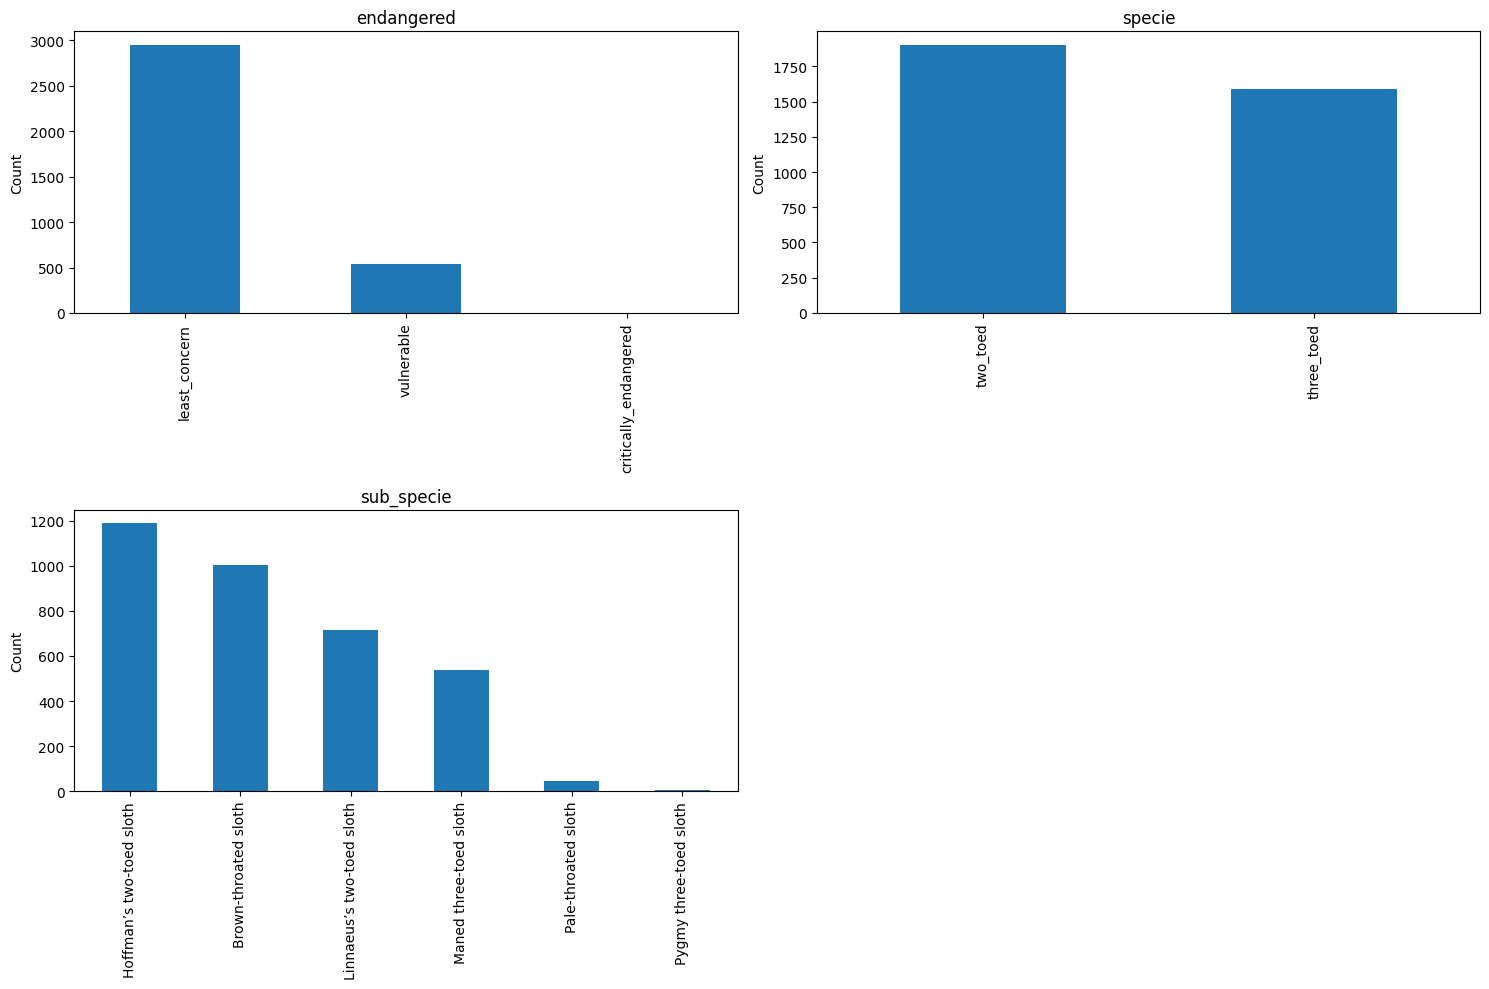 endangered
3000
2500
2000
1500
1000
500
0
Count
least_concern
vulnerable
critically_endangered
specie
1750
1500
1250
1000
750
500
250
0
Count
two_toed
three_toed
sub_specie
1200
1000
800
600
400
200
0
Count
Hoffman’s two-toed sloth
Brown-throated sloth
Linnaeus’s two-toed sloth
Maned three-toed sloth
Pale-throated sloth
Pygmy three-toed sloth